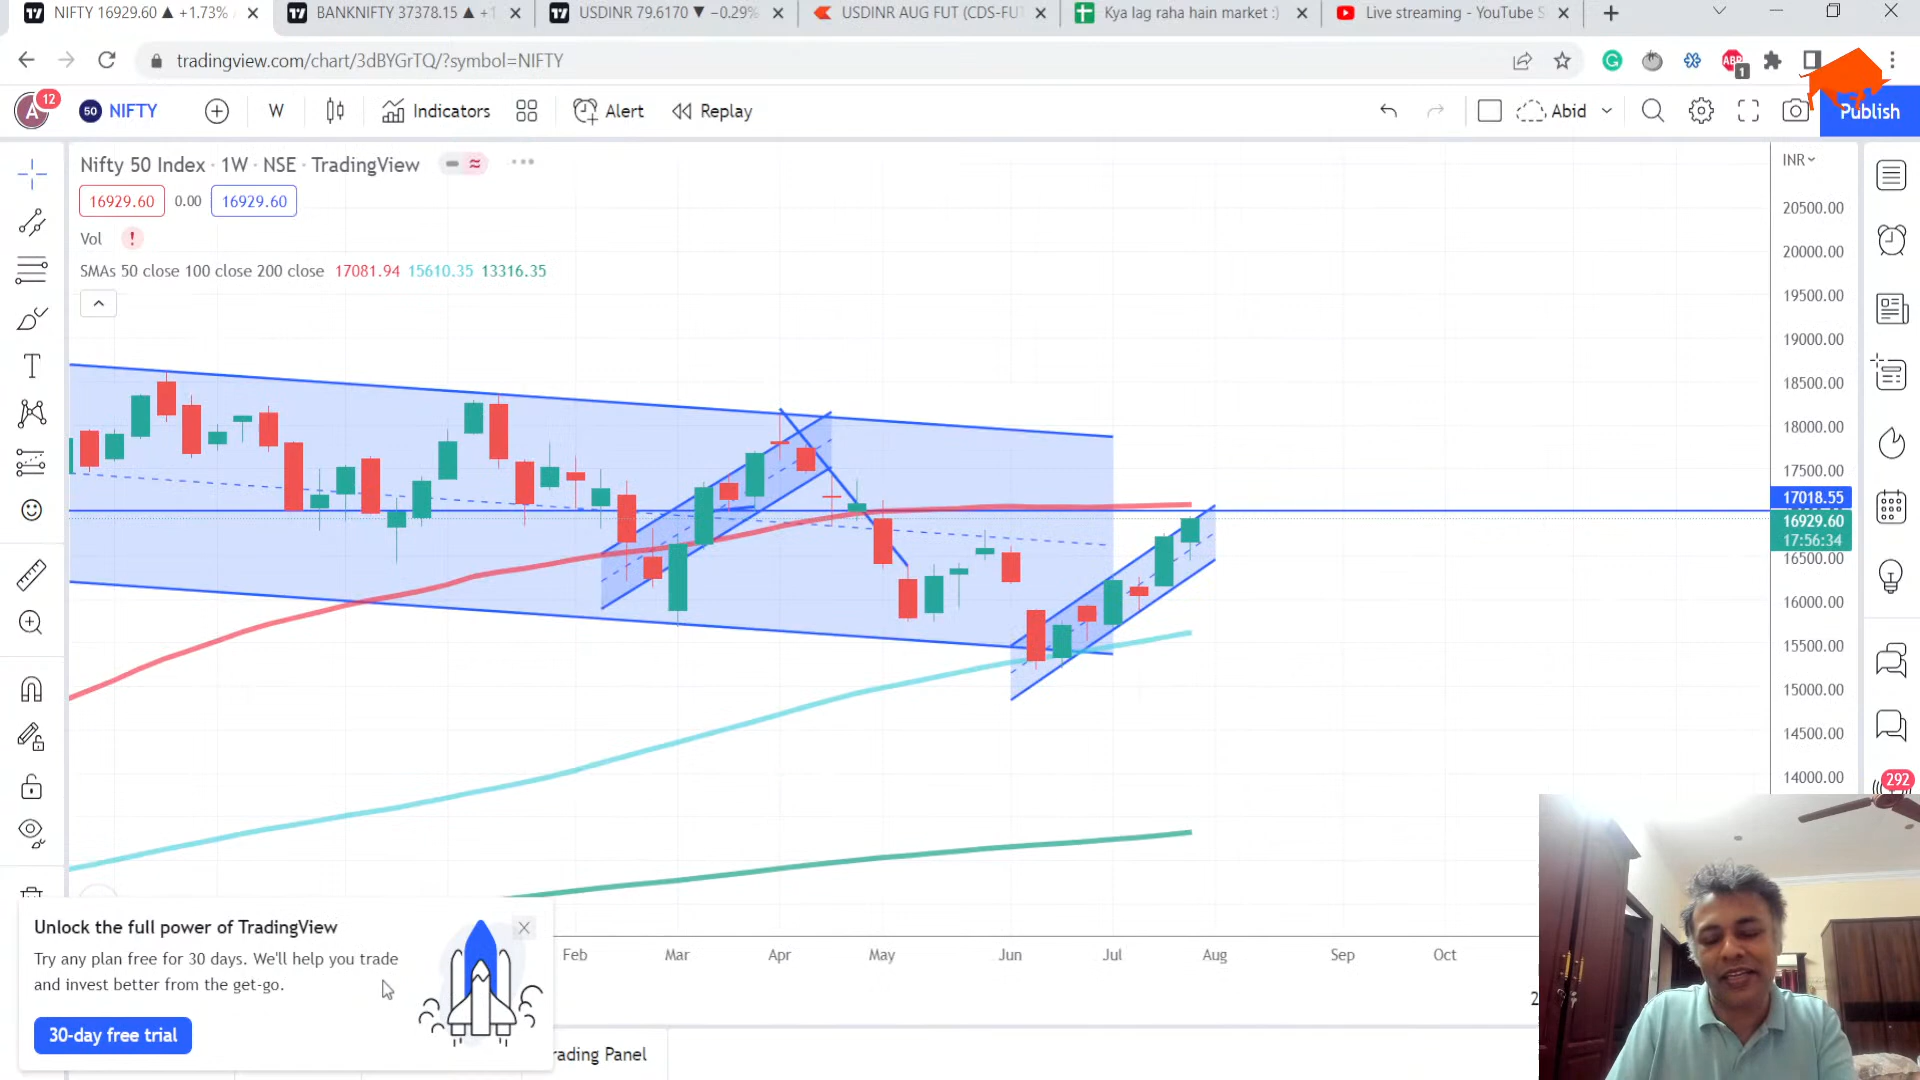 NIFTY 16929.60 ▲ +1.73%
BANKNIFTY 37378.15 ▲ +1
USDINR 79.6170 ▼ −0.29%
USDINR AUG FUT (CDS-FUT
Kya lag raha hain market :)
Live streaming - YouTube S
tradingview.com/chart/3dBYGrTQ/?symbol=NIFTY
G
ABP
1
A
12
50 NIFTY
W
Indicators
Alert
Replay
Abid
Publish
Nifty 50 Index · 1W · NSE · TradingView
INR
16929.60 0.00 16929.60
Vol !
SMAs 50 close 100 close 200 close 17081.94 15610.35 13316.35
20500.00
20000.00
19500.00
19000.00
18500.00
18000.00
17500.00
17018.55
16929.60
17:56:34
16500.00
16000.00
15500.00
15000.00
14500.00
14000.00
292
Unlock the full power of TradingView
Try any plan free for 30 days. We'll help you trade
and invest better from the get-go.
30-day free trial
Feb Mar Apr May Jun Jul Aug Sep Oct
rading Panel